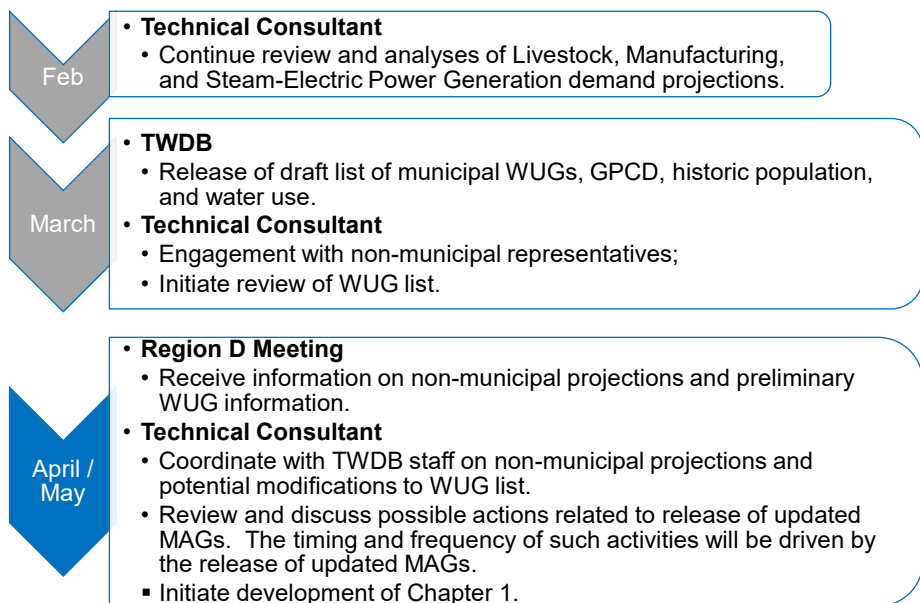 Feb
• Technical Consultant
• Continue review and analyses of Livestock, Manufacturing,
and Steam-Electric Power Generation demand projections.
March
• TWDB
• Release of draft list of municipal WUGs, GPCD, historic population,
and water use.
• Technical Consultant
• Engagement with non-municipal representatives;
• Initiate review of WUG list.
April /
May
• Region D Meeting
• Receive information on non-municipal projections and preliminary
WUG information.
• Technical Consultant
• Coordinate with TWDB staff on non-municipal projections and
potential modifications to WUG list.
• Review and discuss possible actions related to release of updated
MAGs.  The timing and frequency of such activities will be driven by
the release of updated MAGs.
▪ Initiate development of Chapter 1.